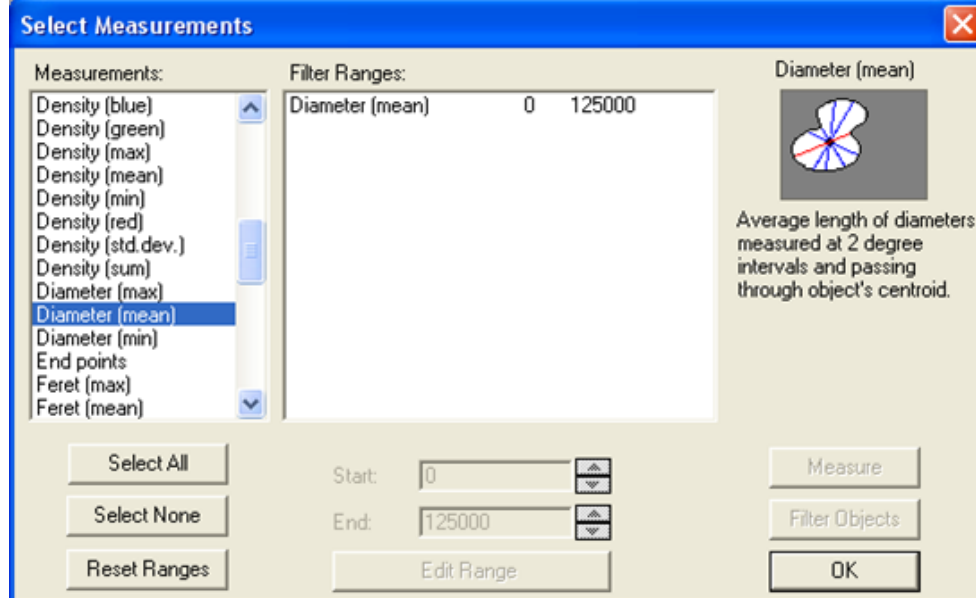 Select Measurements
Measurements:
Density (blue)
Density (green)
Density (max)
Density (mean)
Density (min)
Density (red)
Density (std.dev.)
Density (sum)
Diameter (max)
Diameter (mean)
Diameter (min)
End points
Feret (max)
Feret (mean)
Filter Ranges:
Diameter (mean) 0 125000
Diameter (mean)
Average length of diameters
measured at 2 degree
intervals and passing
through object's centroid.
Select All
Select None
Reset Ranges
Start: 0
End: 125000
Edit Range
Measure
Filter Objects
OK